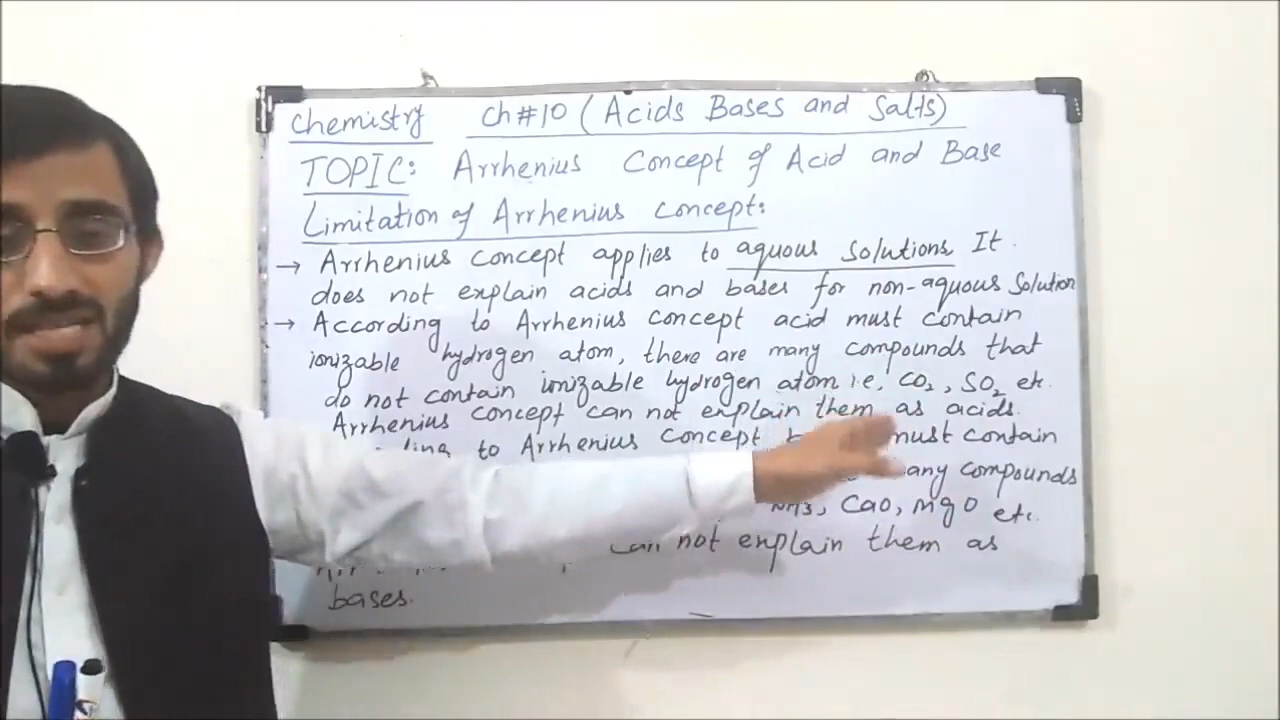 Chemistry Ch#10 (Acids Bases and Salts)
TOPIC: Arrhenius Concept of Acid and Base
Limitation of Arrhenius Concept:
→ Arrhenius concept applies to aquous solutions It
does not explain acids and bases for non-aquous Solution
→ According to Arrhenius concept acid must contain
ionizable hydrogen atom, there are many compounds that
do not contain ionizable hydrogen atom i.e, CO2, SO2 etc.
Arrhenius concept can not explain them as acids.
to Arrhenius concept must contain
many compounds
NH3, CaO, MgO etc.
can not explain them as
bases.